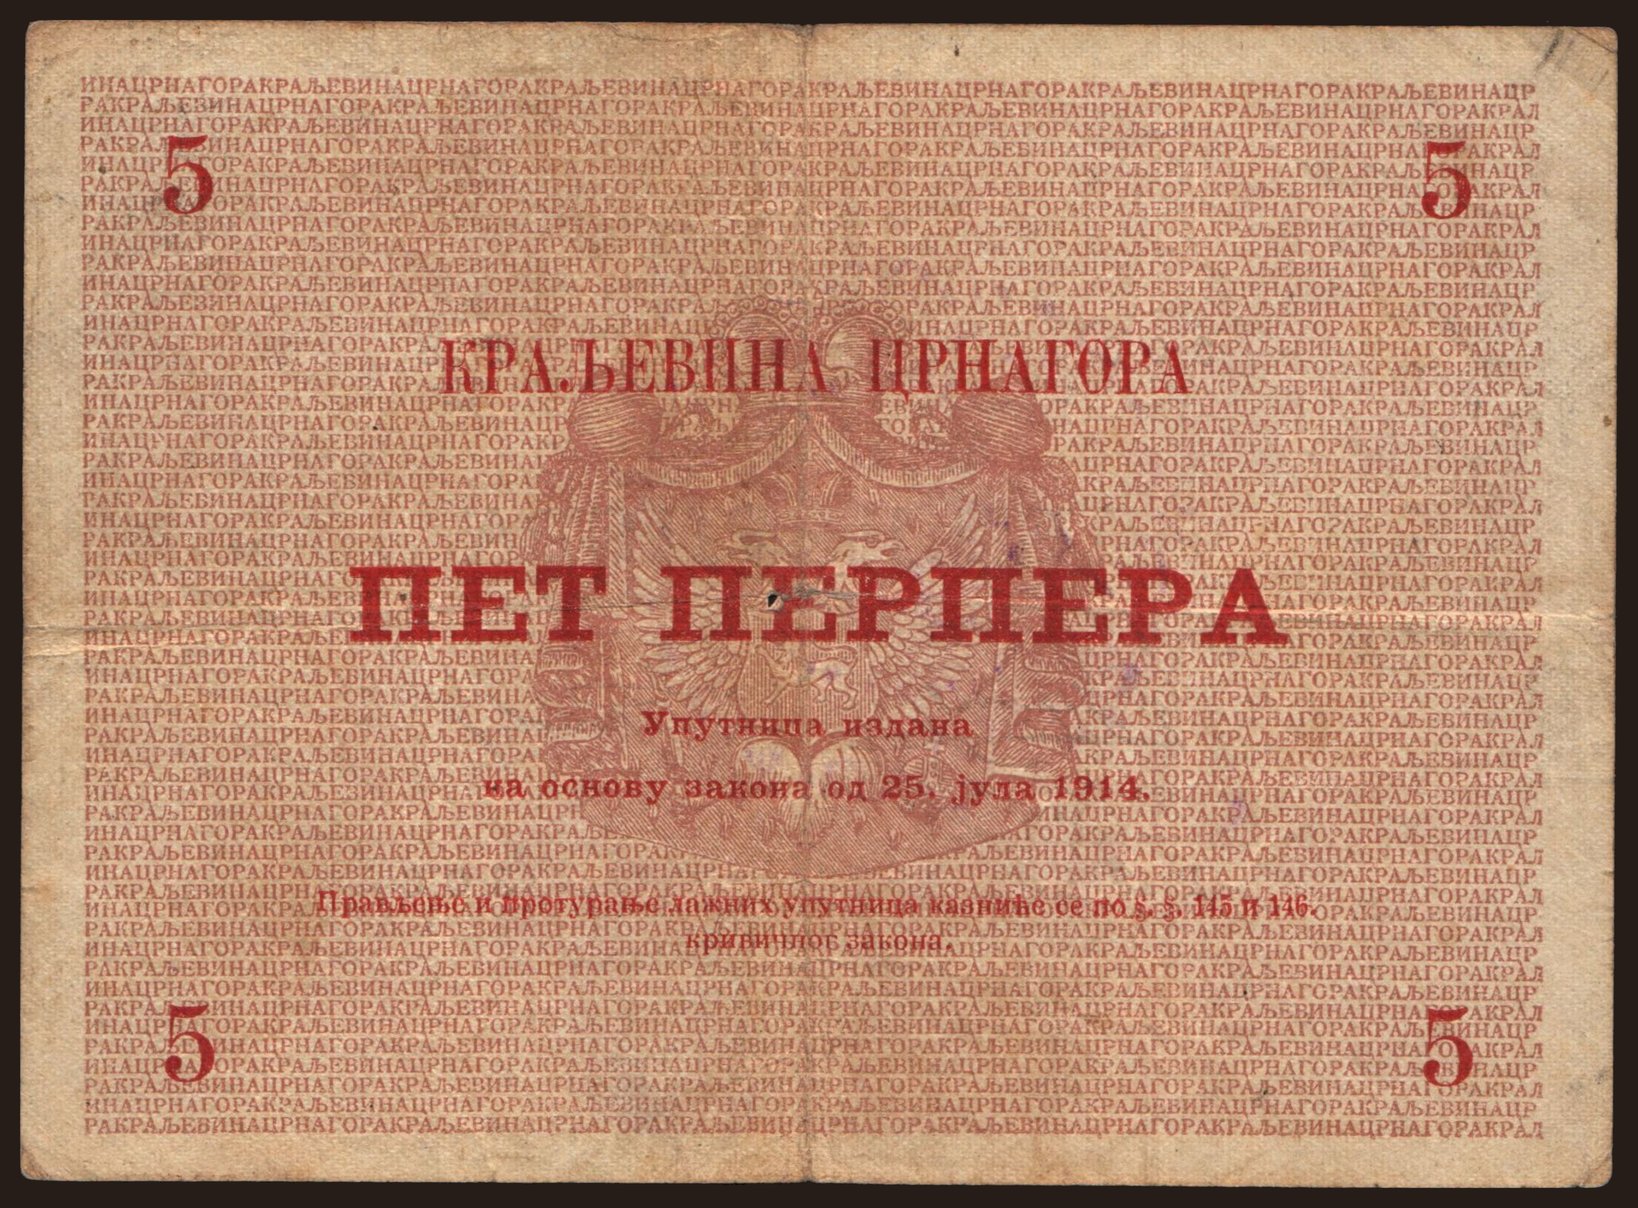 5 5
КРАЉЕВИНА ЦРНАГОРА
ПЕТ ПЕРПЕРА
Упутница издана
на основу закона од 25. јула 1914.
Прављење и протурање лажних упутница казниће се по §. §. 145 и 146.
кривичног закона.
5 5